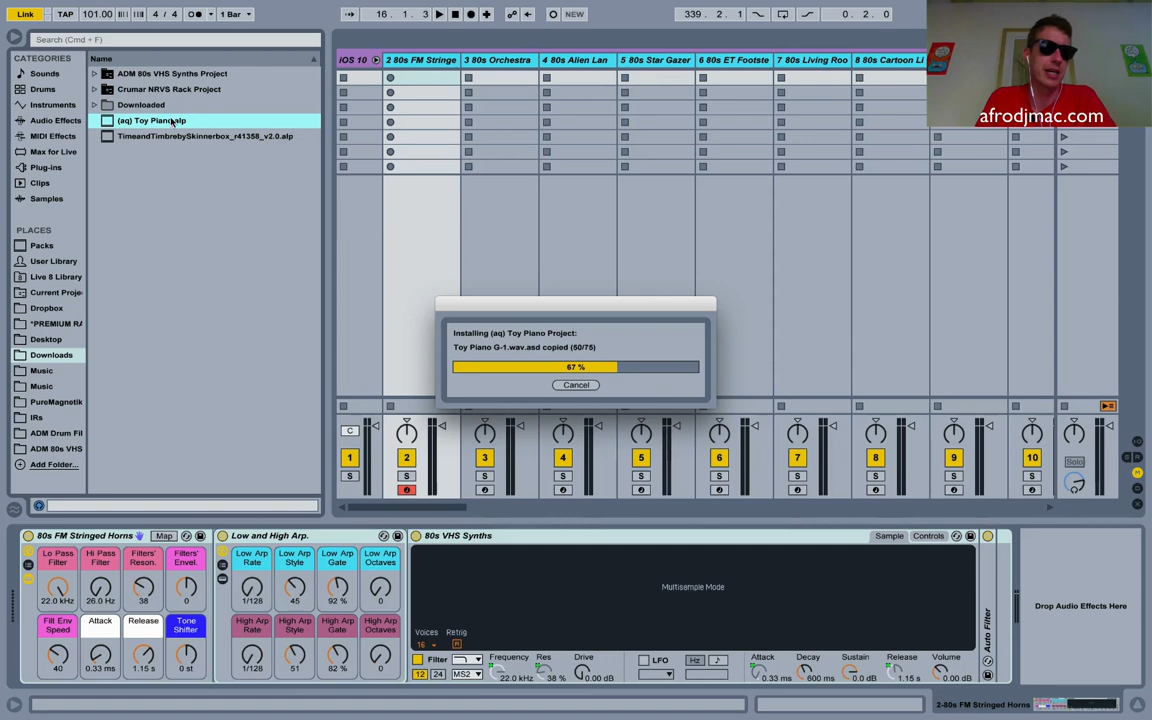 Link TAP 101.00 4 / 4 1 Bar 16. 1. 3 NEW 339. 2. 1 0. 2. 0
Search (Cmd + F)
CATEGORIES
Sounds
Drums
Instruments
Audio Effects
MIDI Effects
Max for Live
Plug-ins
Clips
Samples
PLACES
Packs
User Library
Live 8 Library
Current Proje
Dropbox
*PREMIUM RA
Desktop
Downloads
Music
Music
PureMagnetik
IRs
ADM Drum Fil
ADM 80s VHS
Add Folder...
Name
ADM 80s VHS Synths Project
Crumar NRVS Rack Project
Downloaded
(aq) Toy Piano.alp
TimeandTimbrebySkinnerbox_r41358_v2.0.alp
iOS 10 2 80s FM Stringe 3 80s Orchestra 4 80s Alien Lan 5 80s Star Gazer 6 80s ET Footste 7 80s Living Roo 8 80s Cartoon Li
afrodjmac.com
Installing (aq) Toy Piano Project:
Toy Piano G-1.wav.asd copied (50/75)
67 %
Cancel
C
1 2 3 4 5 6 7 8 9 10 Solo
S S S S S S S S S S
80s FM Stringed Horns Map
Lo Pass Filter Hi Pass Filter Filters' Reson. Filters' Envel.
22.0 kHz 26.0 Hz 38 0
Fill Env Speed Attack Release Tone Shifter
40 0.33 ms 1.15 s 0 st
Low and High Arp.
Low Arp Rate Low Arp Style Low Arp Gate Low Arp Octaves
1/128 45 92 % 0
High Arp Rate High Arp Style High Arp Gate High Arp Octaves
1/128 51 82 % 0
80s VHS Synths Sample Controls
Multisample Mode
Voices Retrig
16 R
Filter Frequency Res Drive LFO Hz Attack Decay Sustain Release Volume
12 24 MS2 22.0 kHz 38 % 0.00 dB 0.33 ms 600 ms 0.0 dB 1.15 s 0.00 dB
Auto Filter
Drop Audio Effects Here
2-80s FM Stringed Horns